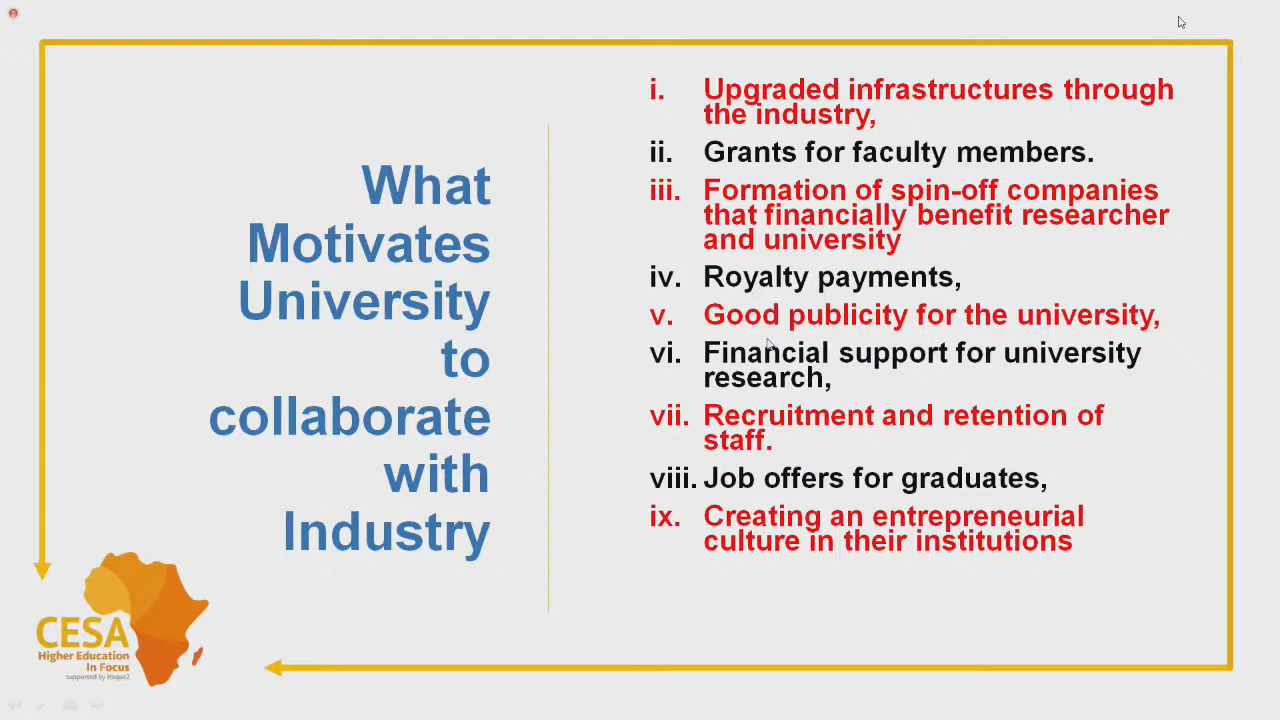 What
Motivates
University
to
collaborate
with
Industry
i. Upgraded infrastructures through
the industry,
ii. Grants for faculty members.
iii. Formation of spin-off companies
that financially benefit researcher
and university
iv. Royalty payments,
v. Good publicity for the university,
vi. Financial support for university
research,
vii. Recruitment and retention of
staff.
viii. Job offers for graduates,
ix. Creating an entrepreneurial
culture in their institutions
CESA
Higher Education
In Focus
supported by Haqaa2